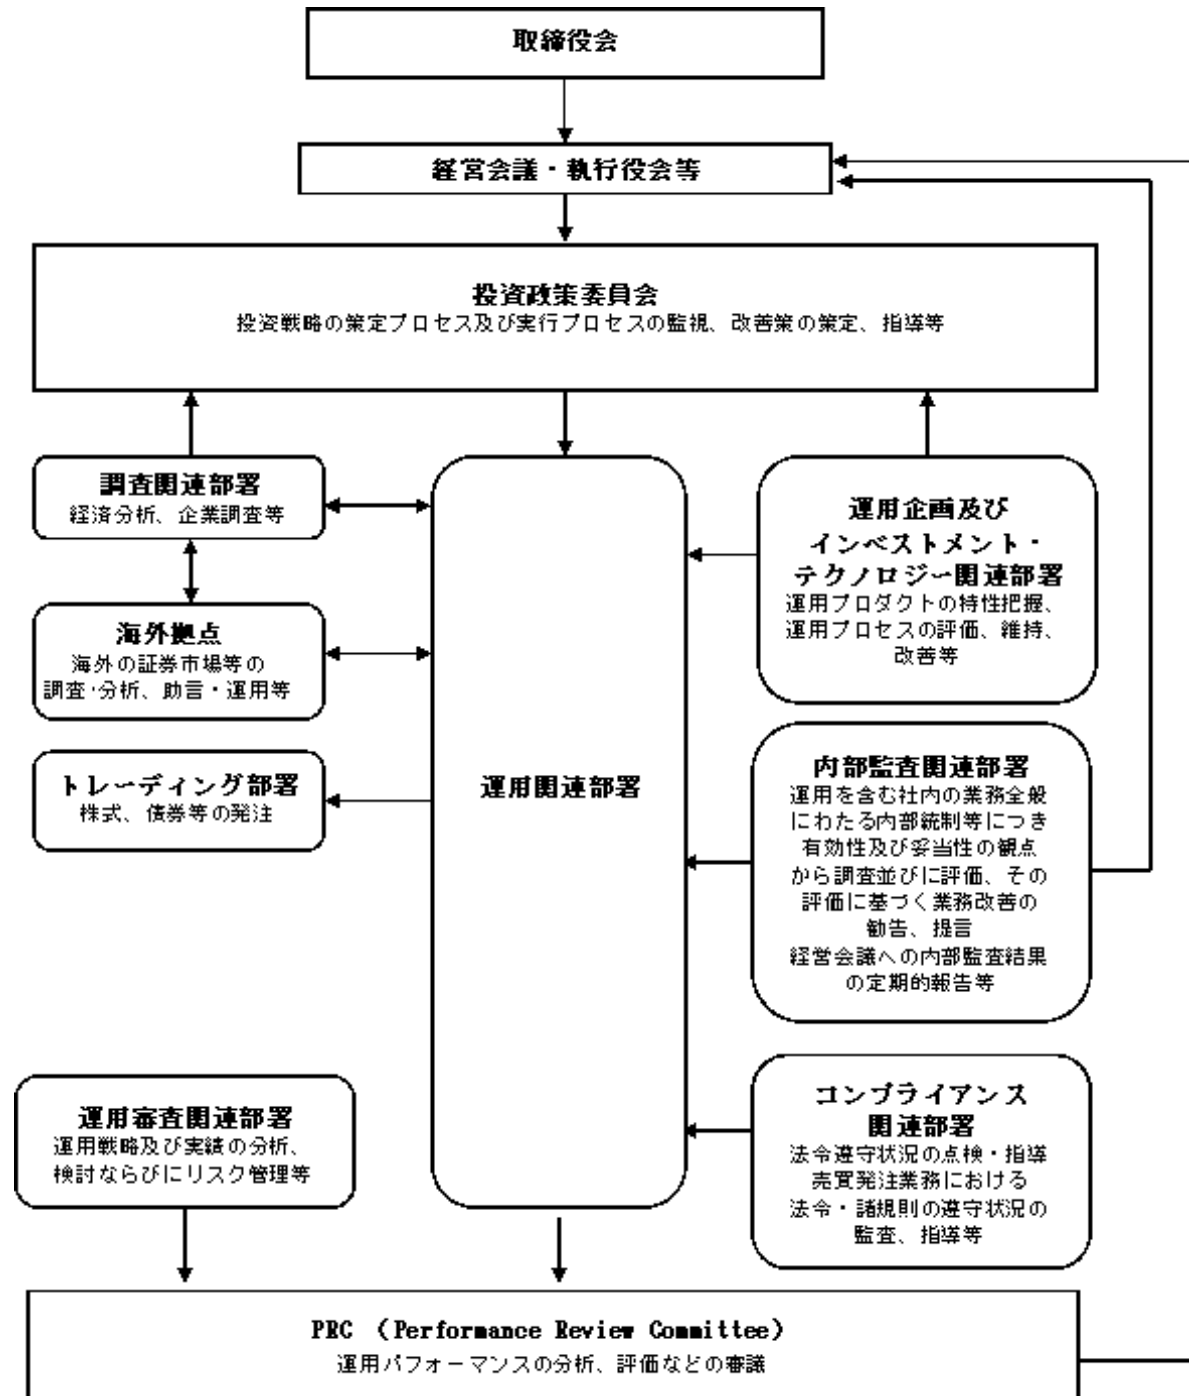 取締役会
経営会議・執行役会等
投資政策委員会
投資戦略の策定プロセス及び実行プロセスの監視、改善策の策定、指導等
調査関連部署
経済分析、企業調査等
海外拠点
海外の証券市場等の
調査・分析、助言・運用等
トレーディング部署
株式、債券等の発注
運用関連部署
運用企画及び
インベストメント・
テクノロジー関連部署
運用プロダクトの特性把握、
運用プロセスの評価、維持、
改善等
内部監査関連部署
運用を含む社内の業務全般
にわたる内部統制等につき
有効性及び妥当性の観点
から調査並びに評価、その
評価に基づく業務改善の
勧告、提言
経営会議への内部監査結果
の定期的報告等
運用審査関連部署
運用戦略及び実績の分析、
検討ならびにリスク管理等
コンプライアンス
関連部署
法令遵守状況の点検・指導
売買発注業務における
法令・諸規則の遵守状況の
監査、指導等
PRC （Performance Review Committee）
運用パフォーマンスの分析、評価などの審議